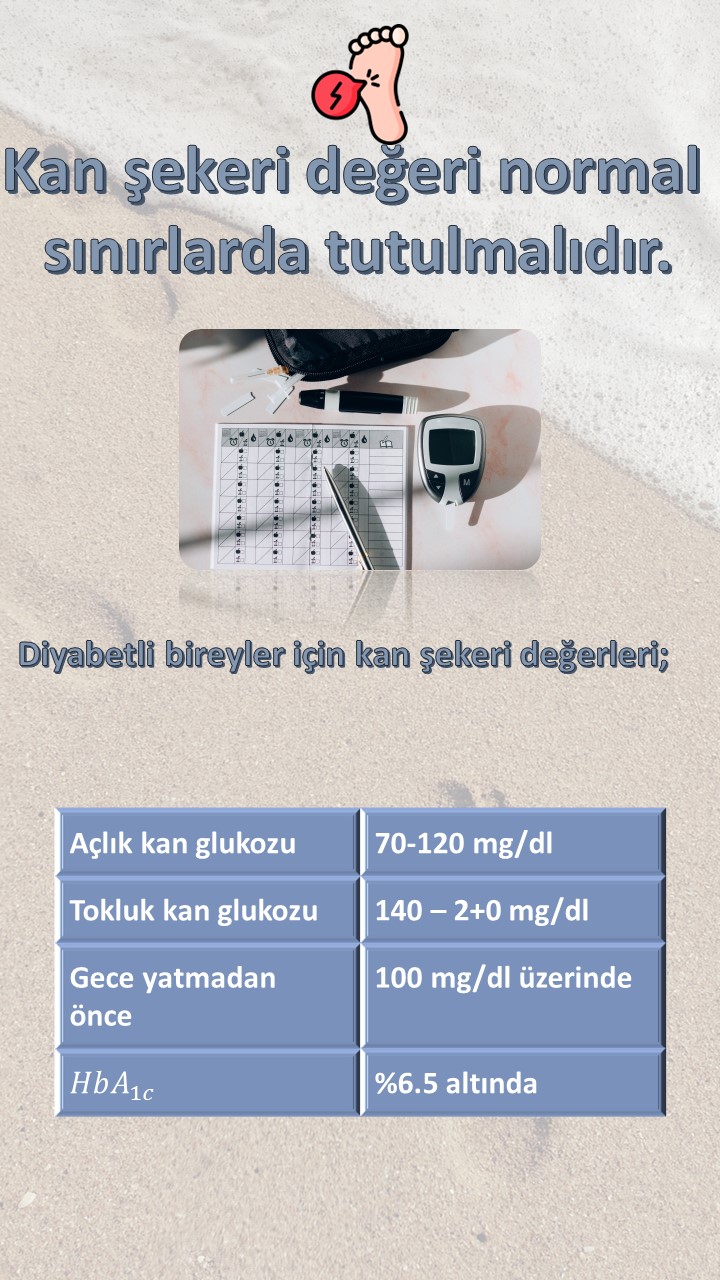 Kan şekeri değeri normal
sınırlarda tutulmalıdır.
M
Diyabetli bireyler için kan şekeri değerleri;
Açlık kan glukozu
70-120 mg/dl
Tokluk kan glukozu
140 – 2+0 mg/dl
Gece yatmadan
önce
100 mg/dl üzerinde
HbA1c
%6.5 altında